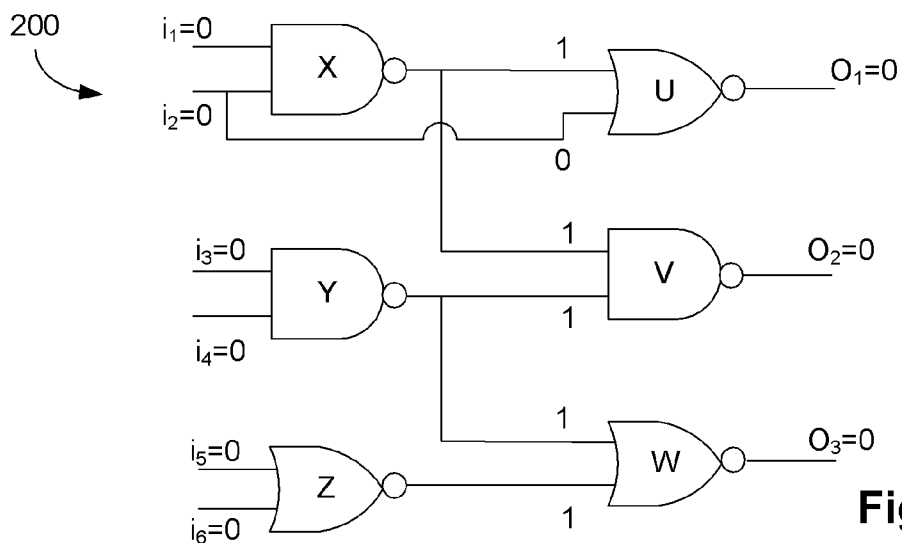 200
i₁=0
X
1
U
O₁=0
i₂=0
0
i₃=0
Y
1
V
O₂=0
i₄=0
1
i₅=0
Z
1
W
O₃=0
i₆=0
1
Fig